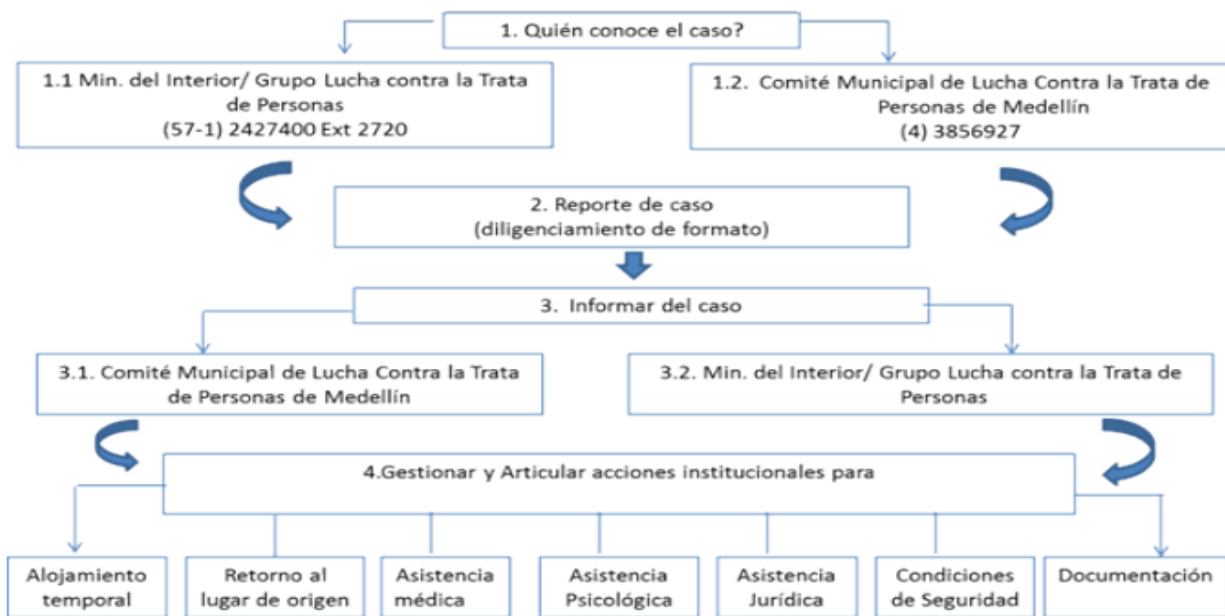 1. Quién conoce el caso?
1.1 Min. del Interior/ Grupo Lucha contra la Trata
de Personas
(57-1) 2427400 Ext 2720
1.2. Comité Municipal de Lucha Contra la Trata de
Personas de Medellín
(4) 3856927
2. Reporte de caso
(diligenciamiento de formato)
3. Informar del caso
3.1. Comité Municipal de Lucha Contra la Trata
de Personas de Medellín
3.2. Min. del Interior/ Grupo Lucha contra la Trata de
Personas
4.Gestionar y Articular acciones institucionales para
Alojamiento
temporal
Retorno al
lugar de origen
Asistencia
médica
Asistencia
Psicológica
Asistencia
Jurídica
Condiciones
de Seguridad
Documentación